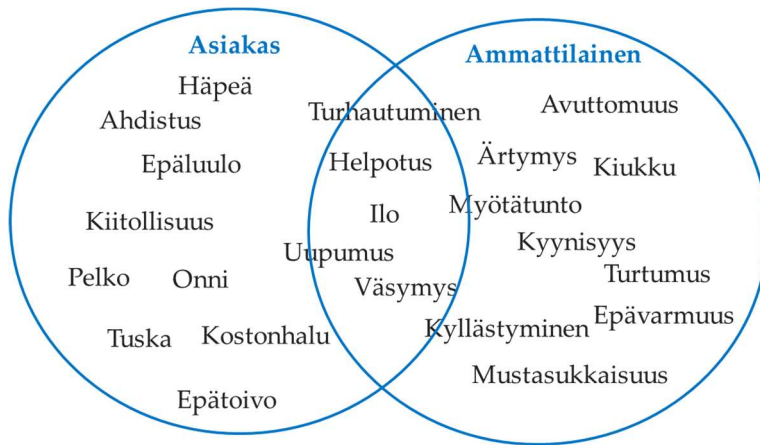 Asiakas
Häpeä
Ahdistus
Epäluulo
Kiitollisuus
Pelko
Onni
Tuska
Kostonhalu
Epätoivo
Turhautuminen
Helpotus
Ilo
Uupumus
Väsymys
Ammattilainen
Avuttomuus
Ärtymys
Kiukku
Myötätunto
Kyynisyys
Turtumus
Epävarmuus
Kyllästyminen
Mustasukkaisuus